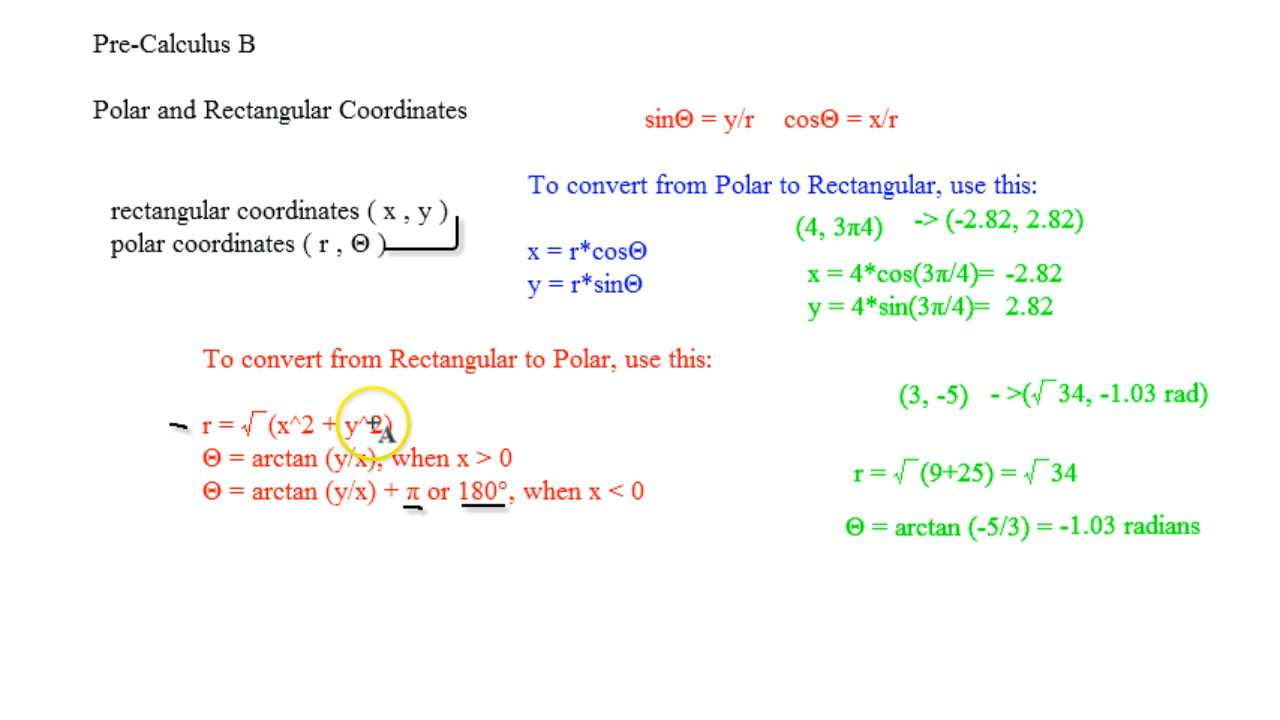 Pre-Calculus B
Polar and Rectangular Coordinates
sinΘ = y/r cosΘ = x/r
rectangular coordinates ( x , y )
polar coordinates ( r , Θ )
To convert from Polar to Rectangular, use this:
x = r*cosΘ
y = r*sinΘ
(4, 3π4) -> (-2.82, 2.82)
x = 4*cos(3π/4)= -2.82
y = 4*sin(3π/4)= 2.82
To convert from Rectangular to Polar, use this:
r = √ (x^2 + y^2)
Θ = arctan (y/x), when x > 0
Θ = arctan (y/x) + π or 180°, when x < 0
(3, -5) - >(√ 34, -1.03 rad)
r = √ (9+25) = √ 34
Θ = arctan (-5/3) = -1.03 radians